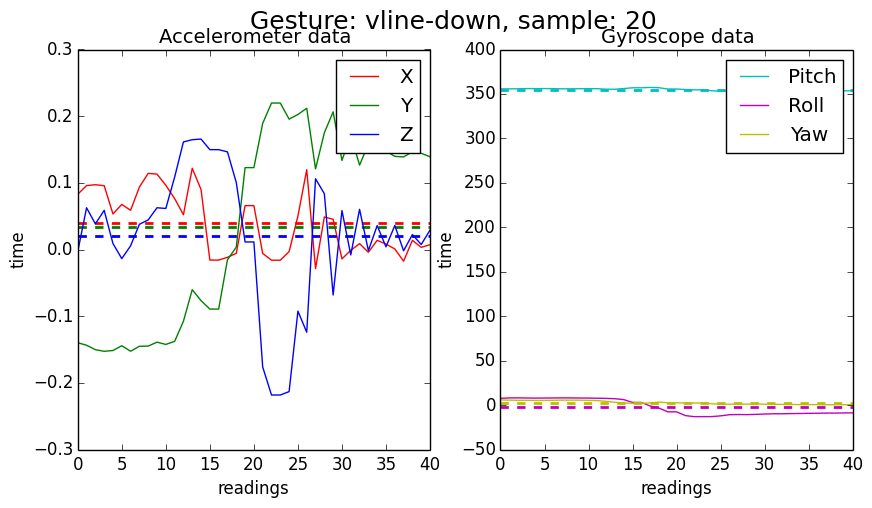 Gesture: vline-down, sample: 20
Accelerometer data
0.3
0.2
0.1
0.0
−0.1
−0.2
−0.3
time
0 5 10 15 20 25 30 35 40
readings
X
Y
Z
Gyroscope data
400
350
300
250
200
150
100
50
0
−50
time
0 5 10 15 20 25 30 35 40
readings
Pitch
Roll
Yaw